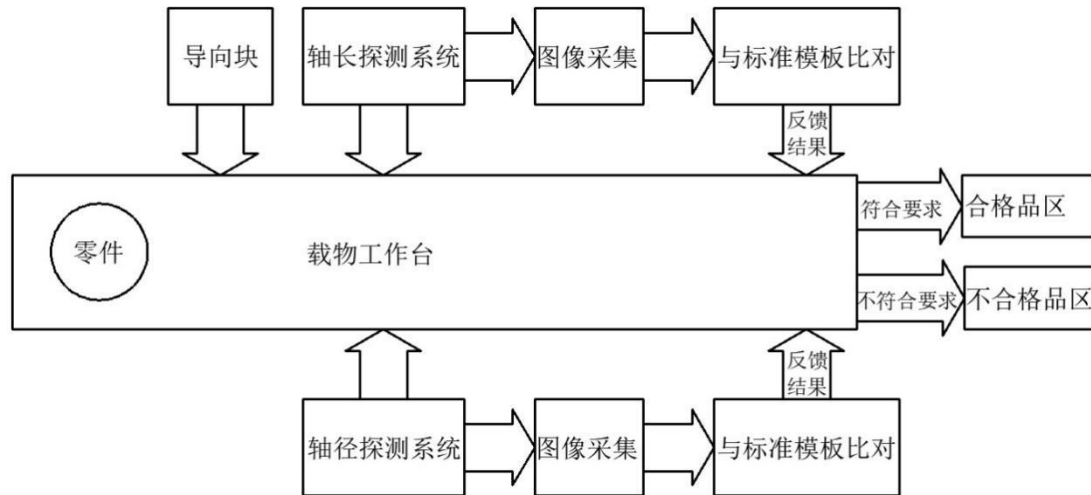 导向块
轴长探测系统
图像采集
与标准模板比对
反馈
结果
零件
载物工作台
符合要求
合格品区
不符合要求
不合格品区
反馈
结果
轴径探测系统
图像采集
与标准模板比对